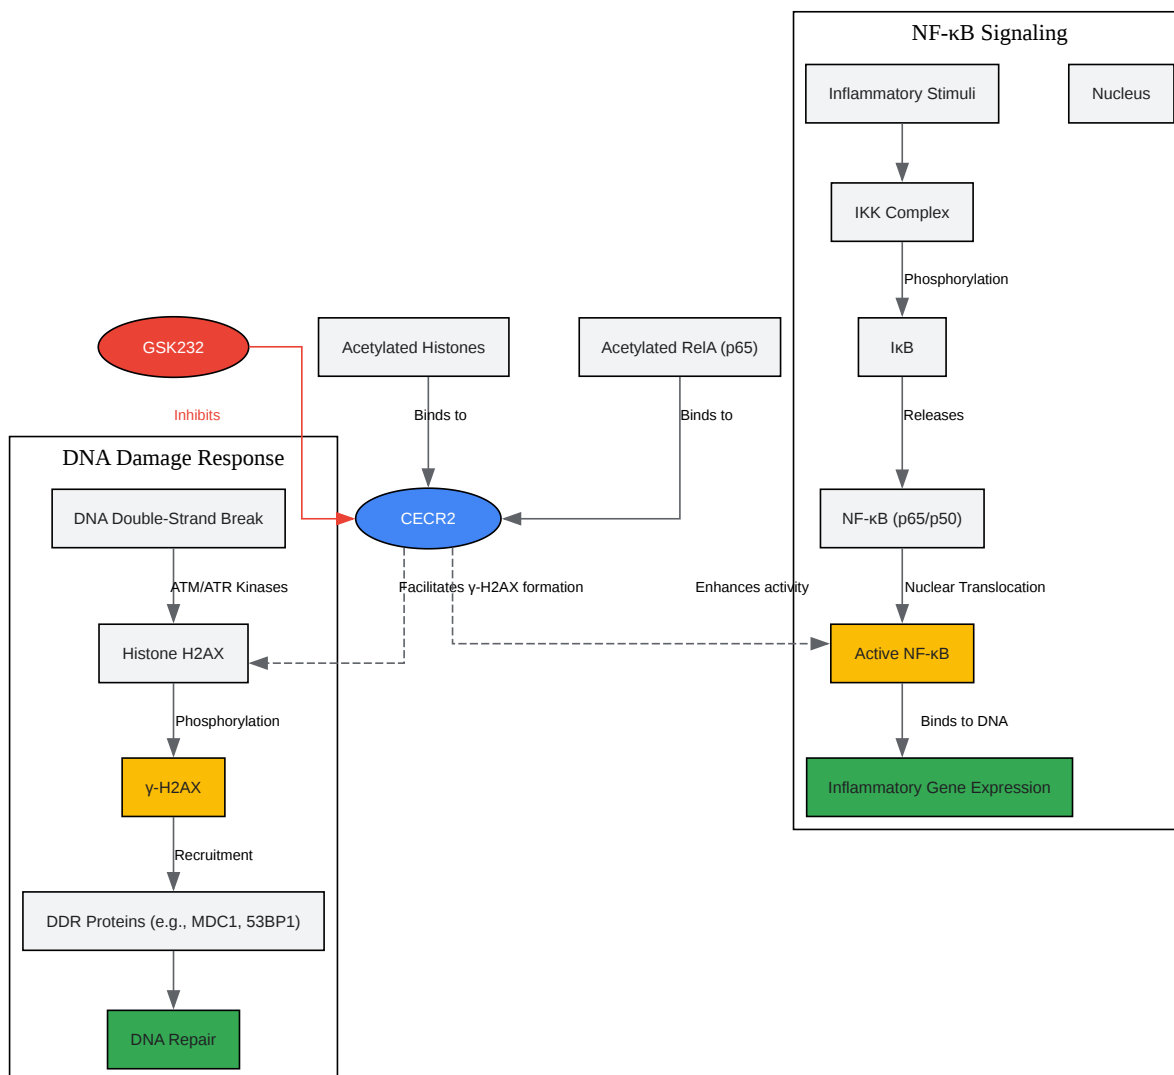 NF-κB Signaling
Inflammatory Stimuli
Nucleus
IKK Complex
Phosphorylation
GSK232
Acetylated Histones
Acetylated RelA (p65)
IκB
Inhibits
Binds to
Binds to
Releases
DNA Damage Response
DNA Double-Strand Break
CECR2
NF-κB (p65/p50)
ATM/ATR Kinases
Facilitates γ-H2AX formation
Enhances activity
Nuclear Translocation
Histone H2AX
Active NF-κB
Phosphorylation
Binds to DNA
γ-H2AX
Inflammatory Gene Expression
Recruitment
DDR Proteins (e.g., MDC1, 53BP1)
DNA Repair